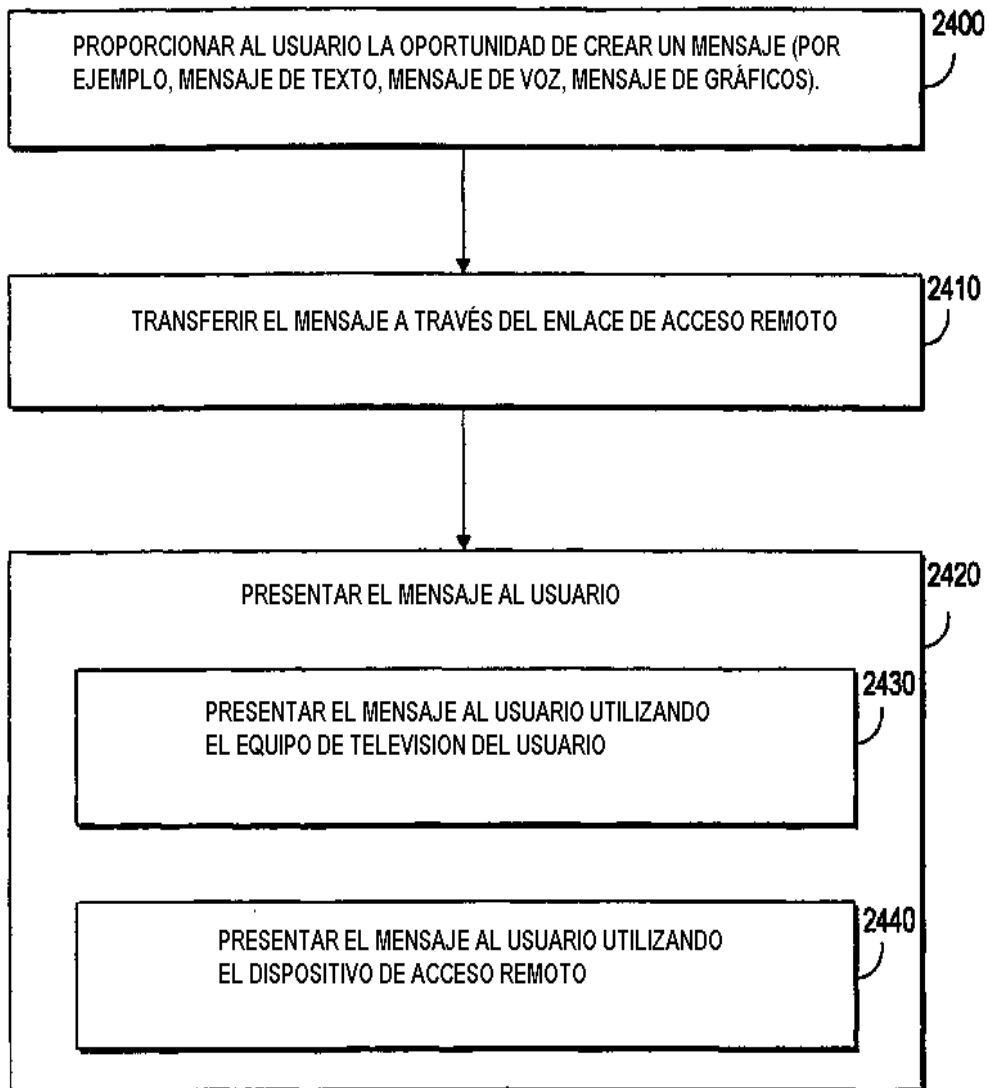 2400
PROPORCIONAR AL USUARIO LA OPORTUNIDAD DE CREAR UN MENSAJE (POR
EJEMPLO, MENSAJE DE TEXTO, MENSAJE DE VOZ, MENSAJE DE GRÁFICOS).
2410
TRANSFERIR EL MENSAJE A TRAVÉS DEL ENLACE DE ACCESO REMOTO
2420
PRESENTAR EL MENSAJE AL USUARIO
2430
PRESENTAR EL MENSAJE AL USUARIO UTILIZANDO
EL EQUIPO DE TELEVISION DEL USUARIO
2440
PRESENTAR EL MENSAJE AL USUARIO UTILIZANDO
EL DISPOSITIVO DE ACCESO REMOTO